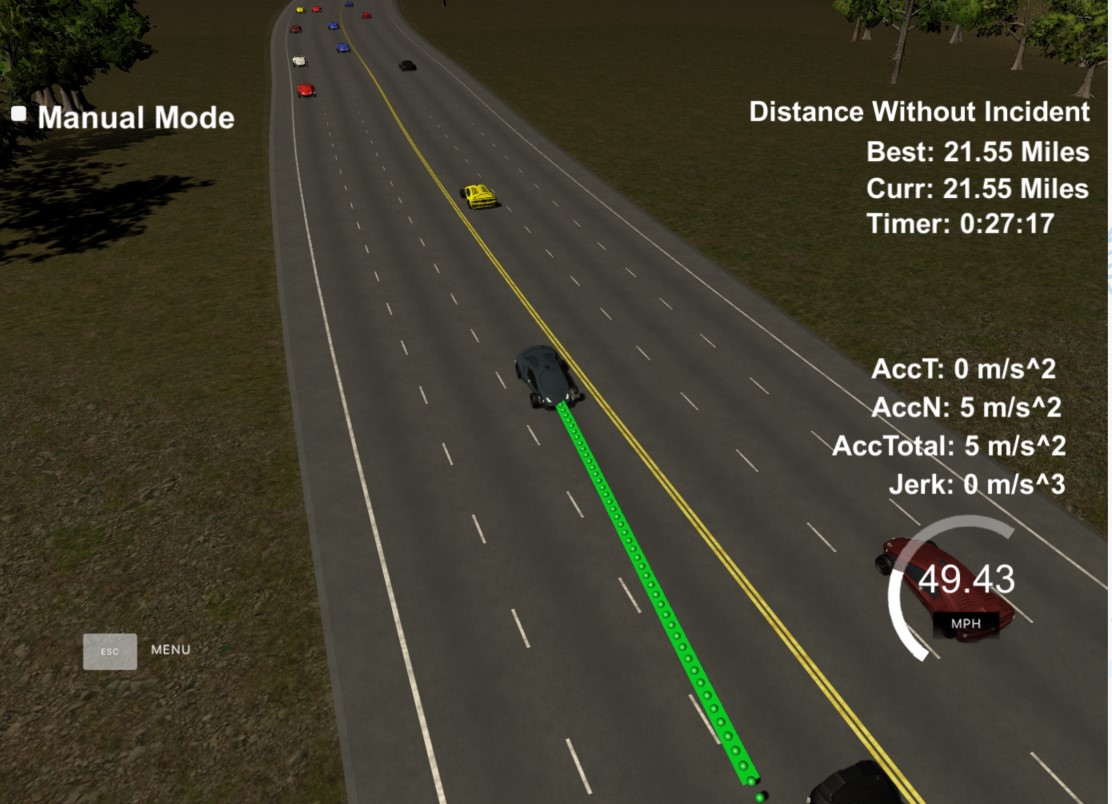 Manual Mode
Distance Without Incident
Best: 21.55 Miles
Curr: 21.55 Miles
Timer: 0:27:17
AccT: 0 m/s^2
AccN: 5 m/s^2
AccTotal: 5 m/s^2
Jerk: 0 m/s^3
49.43
MPH
ESC MENU